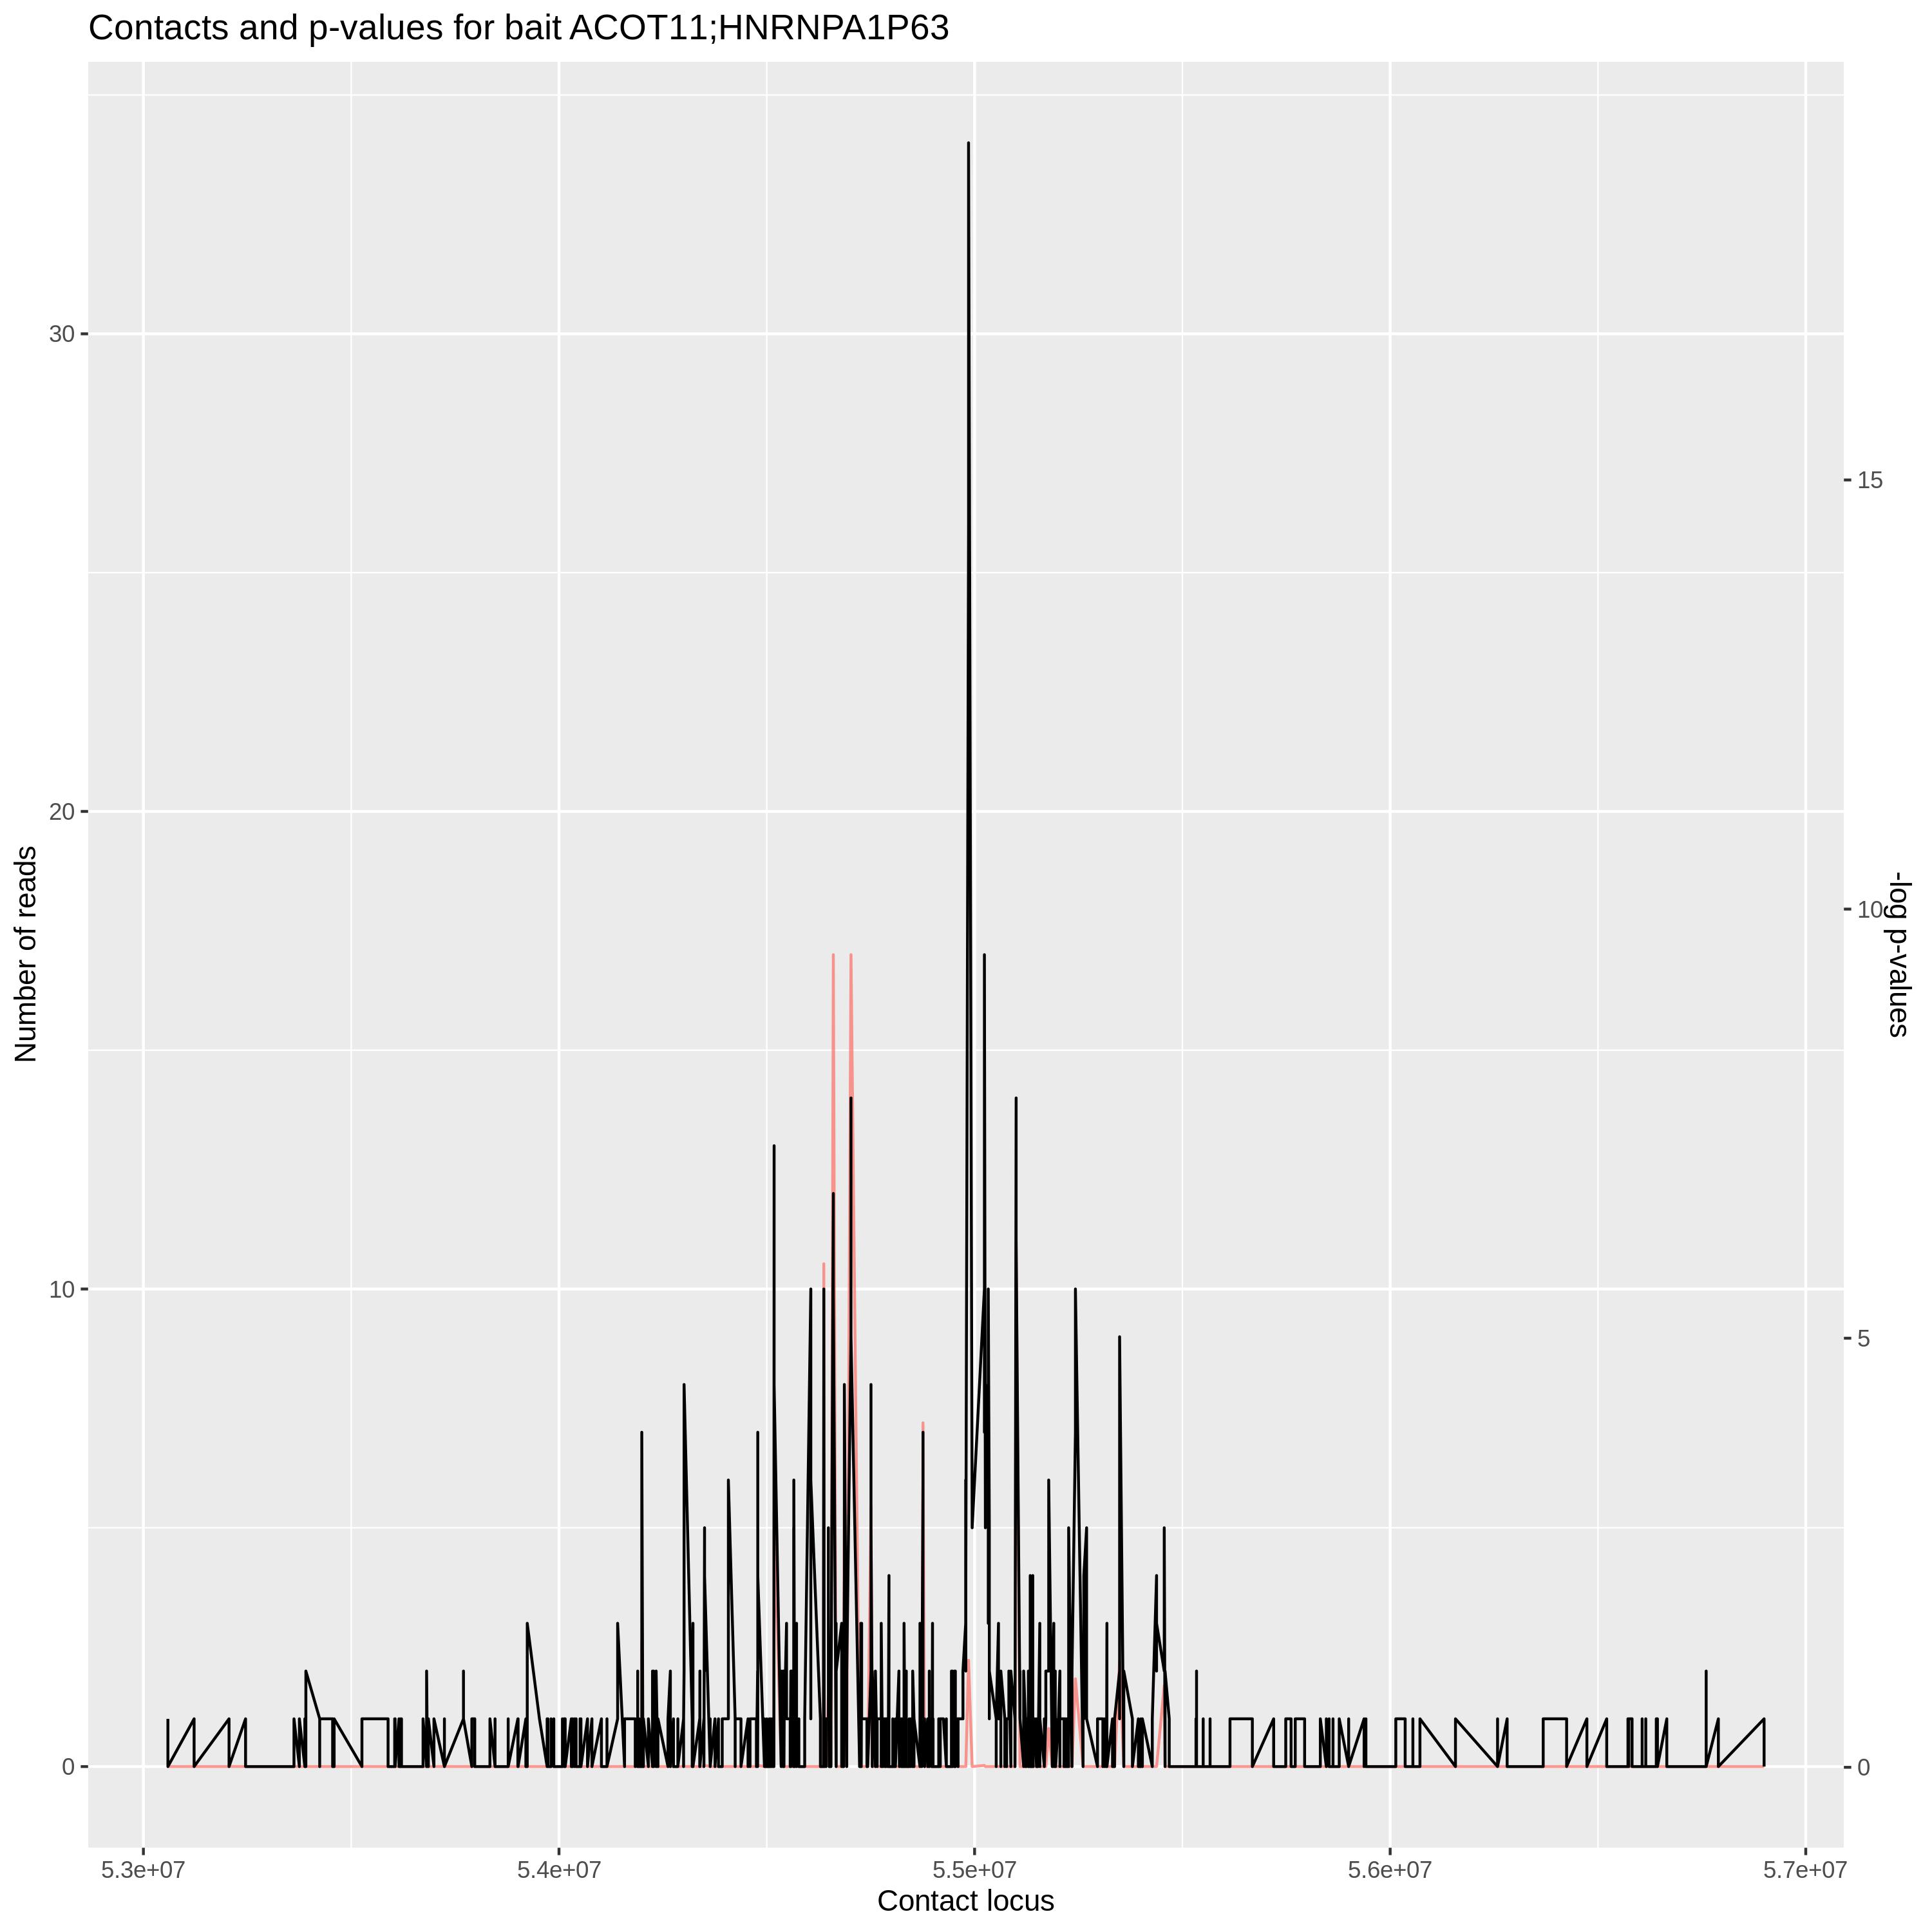 Contacts and p-values for bait ACOT11;HNRNPA1P63
Number of reads
30
20
10
0
15
10
5
0
-log p-values
5.3e+07
5.4e+07
5.5e+07
5.6e+07
5.7e+07
Contact locus